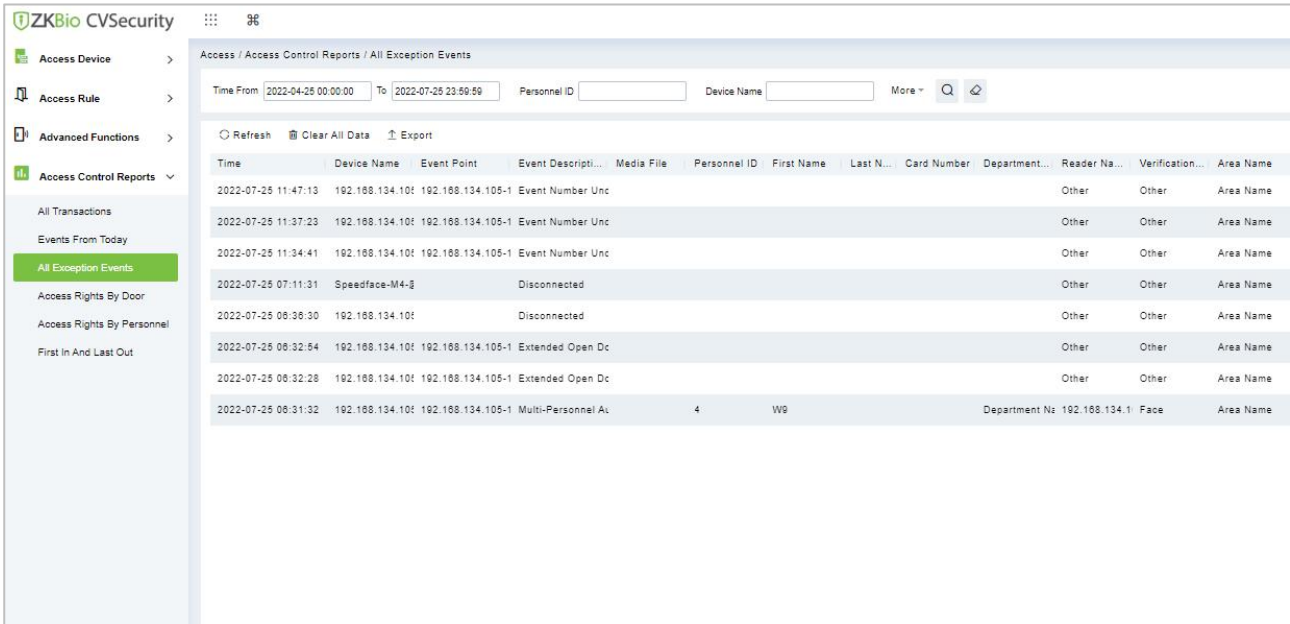 ZKBio CVSecurity
Access Device
Access Rule
Advanced Functions
Access Control Reports
All Transactions
Events From Today
All Exception Events
Access Rights By Door
Access Rights By Personnel
First In And Last Out
Access / Access Control Reports / All Exception Events
Time From 2022-04-25 00:00:00 To 2022-07-25 23:59:59 Personnel ID Device Name More
Refresh Clear All Data Export
Time Device Name Event Point Event Descripti... Media File Personnel ID First Name Last N... Card Number Department... Reader Na... Verification... Area Name
2022-07-25 11:47:13 192.168.134.105 192.168.134.105-1 Event Number Unc Other Other Area Name
2022-07-25 11:37:23 192.168.134.105 192.168.134.105-1 Event Number Unc Other Other Area Name
2022-07-25 11:34:41 192.168.134.105 192.168.134.105-1 Event Number Unc Other Other Area Name
2022-07-25 07:11:31 Speedface-M4- Disconnected Other Other Area Name
2022-07-25 06:36:30 192.168.134.105 Disconnected Other Other Area Name
2022-07-25 06:32:54 192.168.134.105 192.168.134.105-1 Extended Open Dc Other Other Area Name
2022-07-25 06:32:28 192.168.134.105 192.168.134.105-1 Extended Open Dc Other Other Area Name
2022-07-25 06:31:32 192.168.134.105 192.168.134.105-1 Multi-Personnel Au 4 W9 Department Na 192.168.134.1 Face Area Name